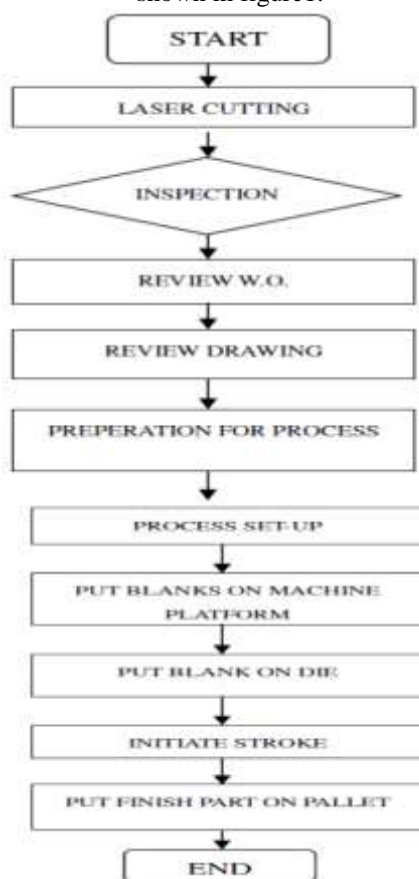 shown in figure1.
START
LASER CUTTING
INSPECTION
REVIEW W.O.
REVIEW DRAWING
PREPERATION FOR PROCESS
PROCESS SET-UP
PUT BLANKS ON MACHINE
PLATFORM
PUT BLANK ON DIE
INITIATE STROKE
PUT FINISH PART ON PALLET
END